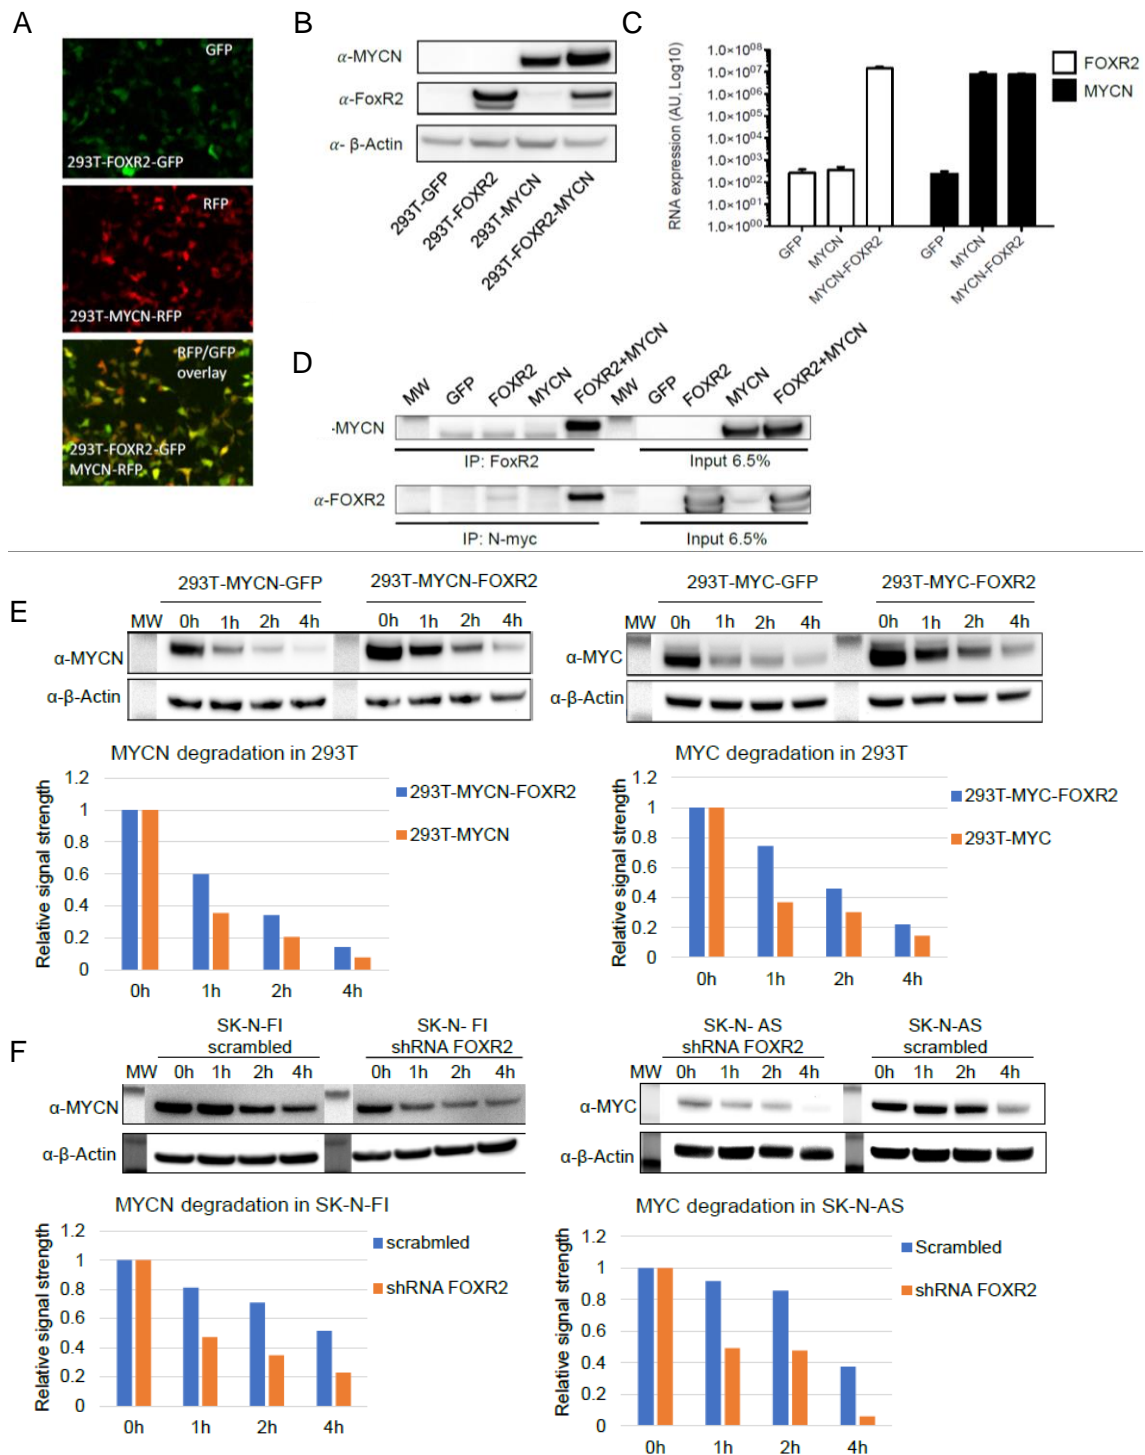 A
GFP
293T-FOXR2-GFP
RFP
293T-MYCN-RFP
RFP/GFP
overlay
293T-FOXR2-GFP
MYCN-RFP
B
α-MYCN
α-FoxR2
α- β-Actin
293T-GFP
293T-FOXR2
293T-MYCN
293T-FOXR2-MYCN
C
RNA expression (AU, Log10)
1.0×10⁰⁸
1.0×10⁰⁷
1.0×10⁰⁶
1.0×10⁰⁵
1.0×10⁰⁴
1.0×10⁰³
1.0×10⁰²
1.0×10⁰¹
1.0×10⁰⁰
GFP
MYCN
MYCN-FOXR2
GFP
MYCN
MYCN-FOXR2
FOXR2
MYCN
D
MW GFP FOXR2 MYCN FOXR2+MYCN MW GFP FOXR2 MYCN FOXR2+MYCN
-MYCN
IP: FoxR2 Input 6.5%
α-FOXR2
IP: N-myc Input 6.5%
E
293T-MYCN-GFP 293T-MYCN-FOXR2
MW 0h 1h 2h 4h 0h 1h 2h 4h
α-MYCN
α-β-Actin
MYCN degradation in 293T
Relative signal strength
1.2
1
0.8
0.6
0.4
0.2
0
0h 1h 2h 4h
293T-MYCN-FOXR2
293T-MYCN
293T-MYC-GFP 293T-MYC-FOXR2
MW 0h 1h 2h 4h 0h 1h 2h 4h
α-MYC
α-β-Actin
MYC degradation in 293T
Relative signal strength
1.2
1
0.8
0.6
0.4
0.2
0
0h 1h 2h 4h
293T-MYC-FOXR2
293T-MYC
F
SK-N-FI
scrambled
SK-N- FI
shRNA FOXR2
MW 0h 1h 2h 4h 0h 1h 2h 4h
α-MYCN
α-β-Actin
MYCN degradation in SK-N-FI
Relative signal strength
1.2
1
0.8
0.6
0.4
0.2
0
0h 1h 2h 4h
scrabmled
shRNA FOXR2
SK-N- AS
shRNA FOXR2
SK-N-AS
scrambled
MW 0h 1h 2h 4h 0h 1h 2h 4h
α-MYC
α-β-Actin
MYC degradation in SK-N-AS
Relative signal strength
1.2
1
0.8
0.6
0.4
0.2
0
0h 1h 2h 4h
Scrambled
shRNA FOXR2